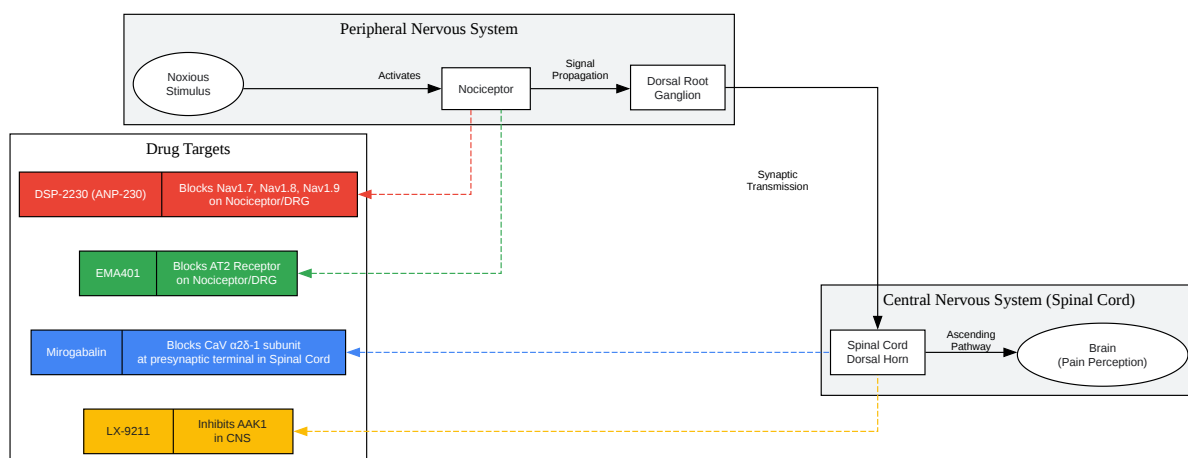 Peripheral Nervous System
Noxious
Stimulus
Activates
Nociceptor
Signal
Propagation
Dorsal Root
Ganglion
Synaptic
Transmission
Drug Targets
DSP-2230 (ANP-230)
Blocks Nav1.7, Nav1.8, Nav1.9
on Nociceptor/DRG
EMA401
Blocks AT2 Receptor
on Nociceptor/DRG
Mirogabalin
Blocks CaV α2δ-1 subunit
at presynaptic terminal in Spinal Cord
LX-9211
Inhibits AAK1
in CNS
Central Nervous System (Spinal Cord)
Spinal Cord
Dorsal Horn
Ascending
Pathway
Brain
(Pain Perception)